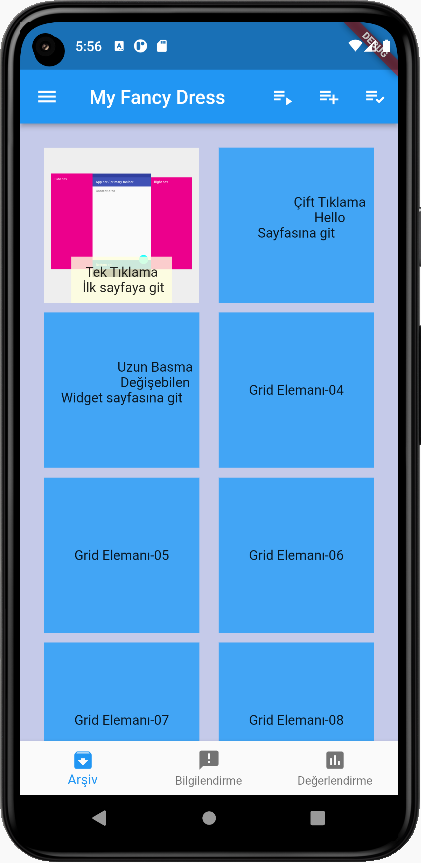 5:56
DEBUG
My Fancy Dress
Tek Tıklama
İlk sayfaya git
Çift Tıklama
Hello
Sayfasına git
Uzun Basma
Değişebilen
Widget sayfasına git
Grid Elemanı-04
Grid Elemanı-05
Grid Elemanı-06
Grid Elemanı-07
Grid Elemanı-08
Arşiv
Bilgilendirme
Değerlendirme